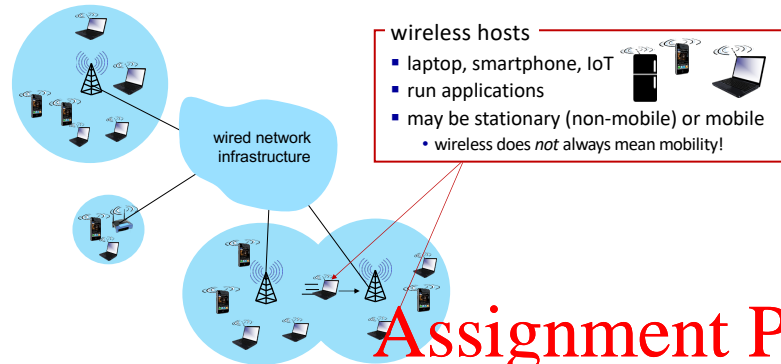 wireless hosts
laptop, smartphone, IoT
run applications
may be stationary (non-mobile) or mobile
wireless does not always mean mobility!
wired network
infrastructure
Assignment P